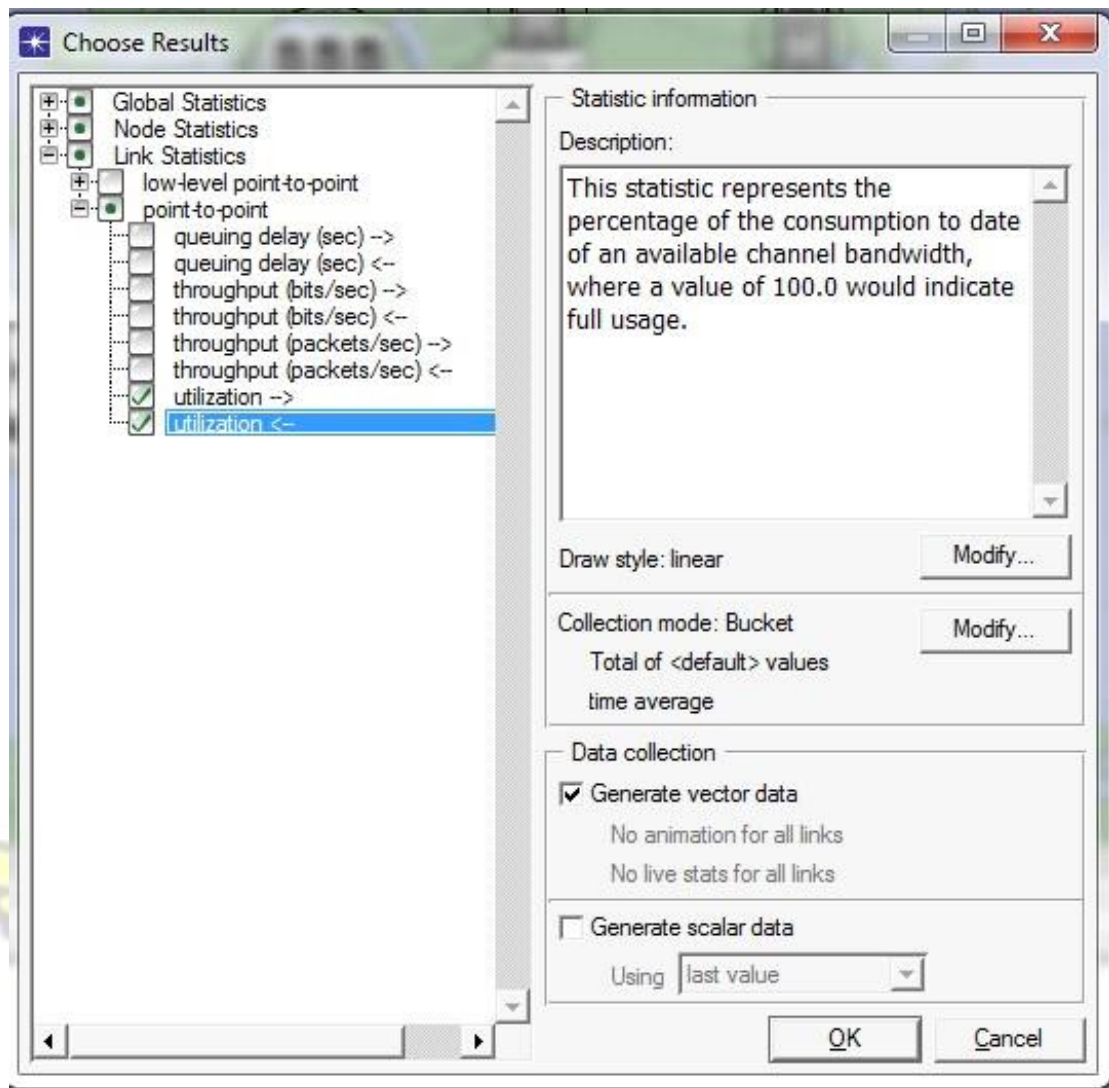 Choose Results
Global Statistics
Node Statistics
Link Statistics
low-level point-to-point
point-to-point
queuing delay (sec) -->
queuing delay (sec) <--
throughput (bits/sec) -->
throughput (bits/sec) <--
throughput (packets/sec) -->
throughput (packets/sec) <--
utilization -->
utilization <--
Statistic information
Description:
This statistic represents the
percentage of the consumption to date
of an available channel bandwidth,
where a value of 100.0 would indicate
full usage.
Draw style: linear
Modify...
Collection mode: Bucket
Modify...
Total of <default> values
time average
Data collection
Generate vector data
No animation for all links
No live stats for all links
Generate scalar data
Using last value
OK
Cancel